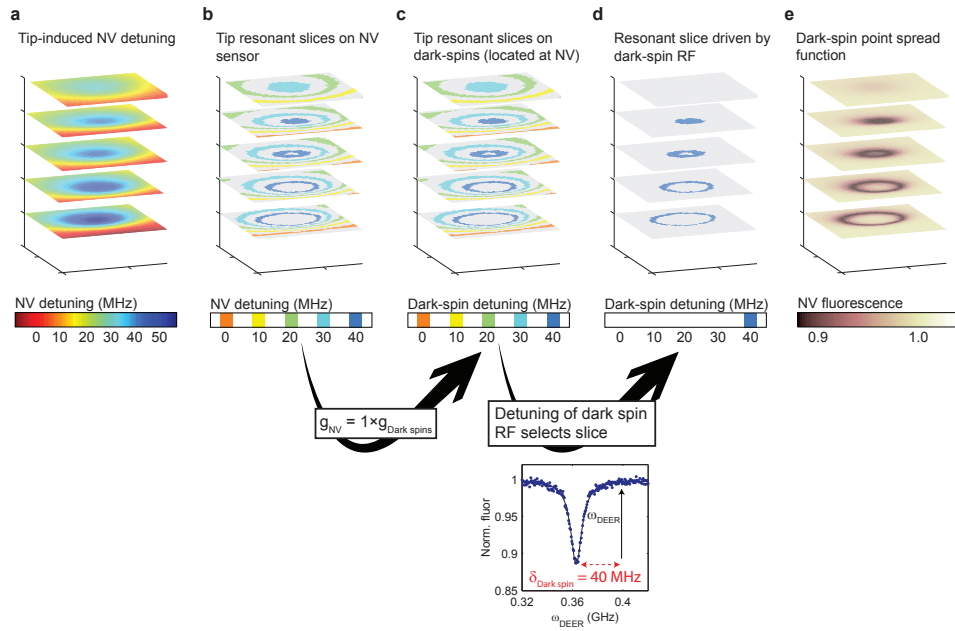 a
Tip-induced NV detuning
b
Tip resonant slices on NV
sensor
c
Tip resonant slices on
dark-spins (located at NV)
d
Resonant slice driven by
dark-spin RF
e
Dark-spin point spread
function
NV detuning (MHz)
0 10 20 30 40 50
NV detuning (MHz)
0 10 20 30 40
Dark-spin detuning (MHz)
0 10 20 30 40
Dark-spin detuning (MHz)
0 10 20 30 40
NV fluorescence
0.9 1.0
g_NV = 1×g_Dark spins
Detuning of dark spin
RF selects slice
Norm. fluor
1
0.95
0.9
0.85
ω_DEER
δ_Dark spin = 40 MHz
0.32 0.36 0.4
ω_DEER (GHz)